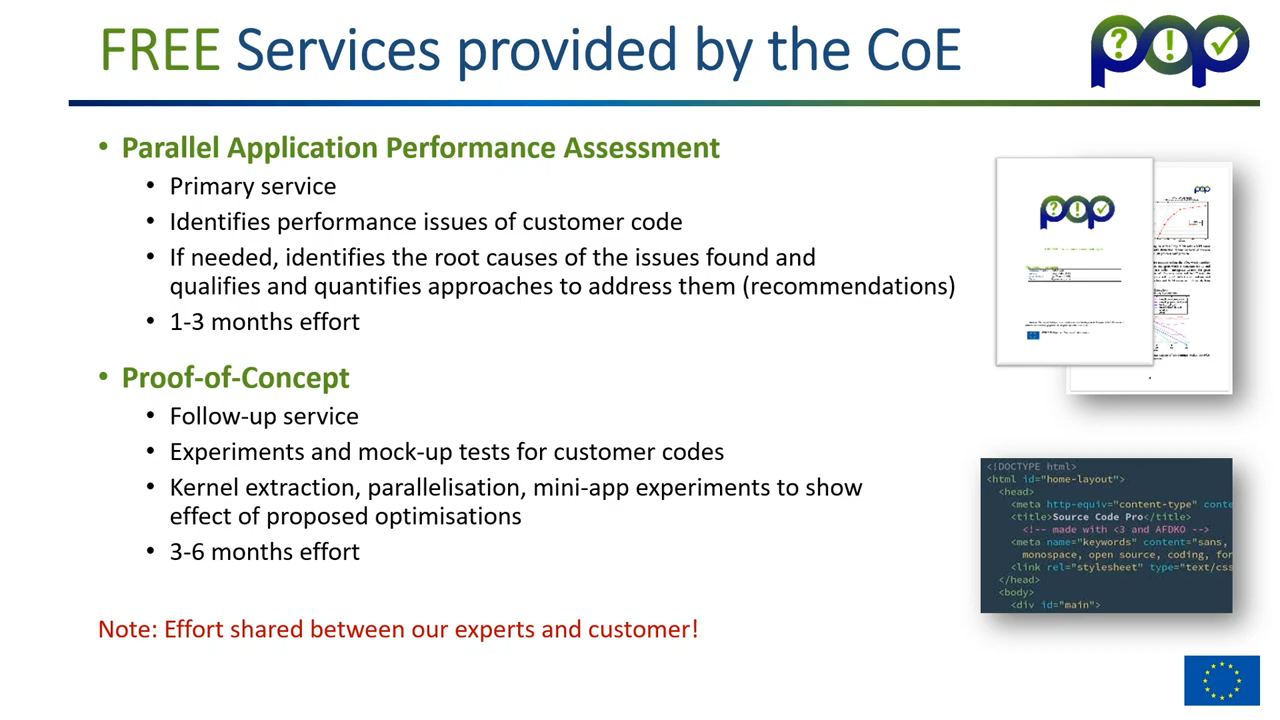 FREE Services provided by the CoE
pop
• Parallel Application Performance Assessment
• Primary service
• Identifies performance issues of customer code
• If needed, identifies the root causes of the issues found and
qualifies and quantifies approaches to address them (recommendations)
• 1-3 months effort
• Proof-of-Concept
• Follow-up service
• Experiments and mock-up tests for customer codes
• Kernel extraction, parallelisation, mini-app experiments to show
effect of proposed optimisations
• 3-6 months effort
Note: Effort shared between our experts and customer!
pop
pop
<!DOCTYPE html>
<html id="home-layout">
<head>
<meta http-equiv="content-type" conte
<title>Source Code Pro</title>
<!-- made with <3 and AFDKO -->
<meta name="keywords" content="sans,
monospace, open source, coding, fon
<link rel="stylesheet" type="text/css
</head>
<body>
<div id="main">